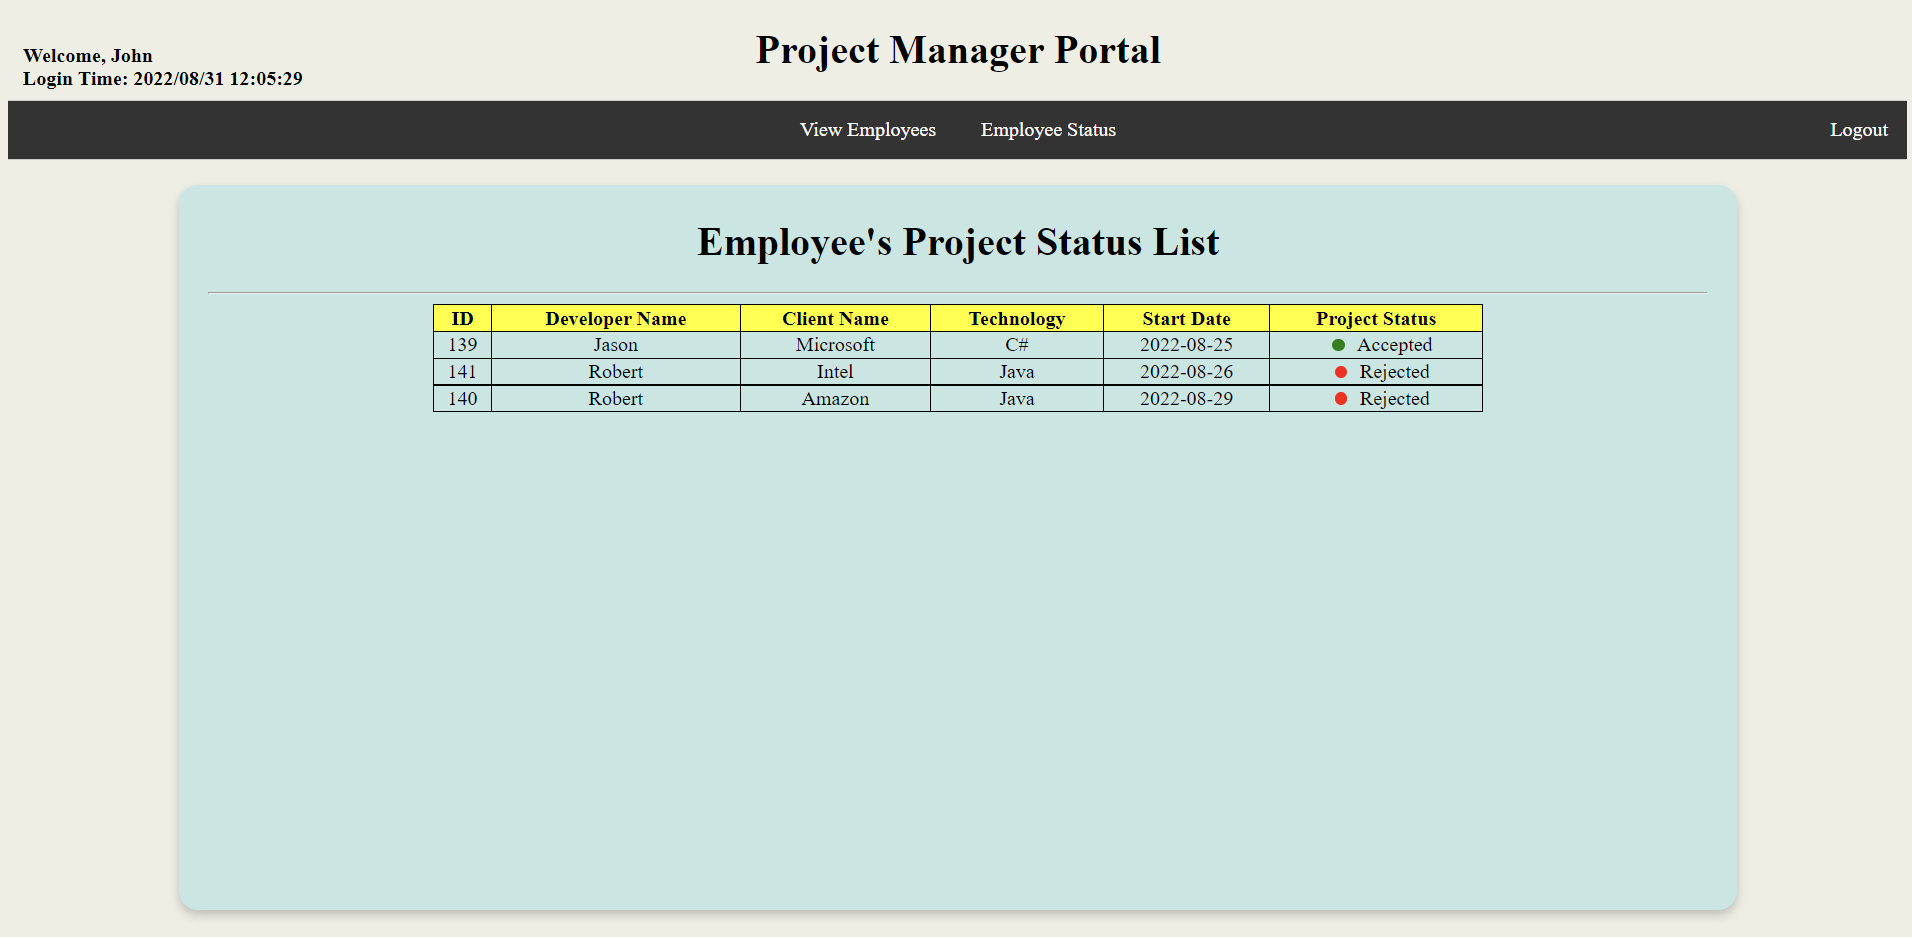 Project Manager Portal
Welcome, John
Login Time: 2022/08/31 12:05:29
View Employees Employee Status Logout
Employee's Project Status List
ID Developer Name Client Name Technology Start Date Project Status
139 Jason Microsoft C# 2022-08-25 Accepted
141 Robert Intel Java 2022-08-26 Rejected
140 Robert Amazon Java 2022-08-29 Rejected